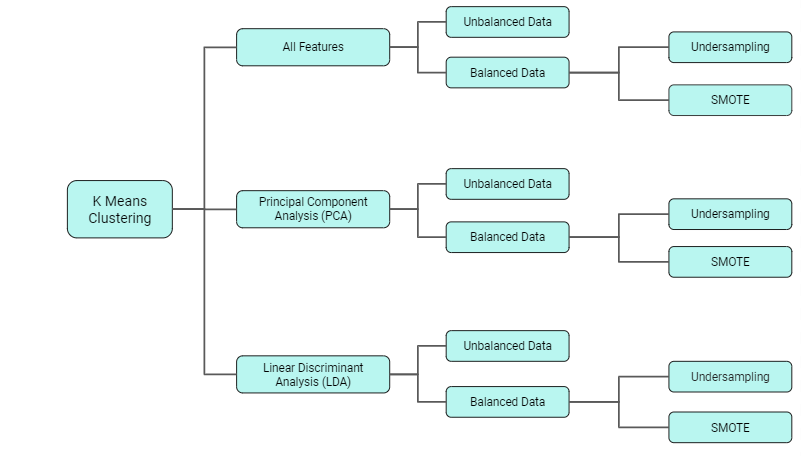 K Means
Clustering
All Features
Unbalanced Data
Balanced Data
Undersampling
SMOTE
Principal Component
Analysis (PCA)
Unbalanced Data
Balanced Data
Undersampling
SMOTE
Linear Discriminant
Analysis (LDA)
Unbalanced Data
Balanced Data
Undersampling
SMOTE